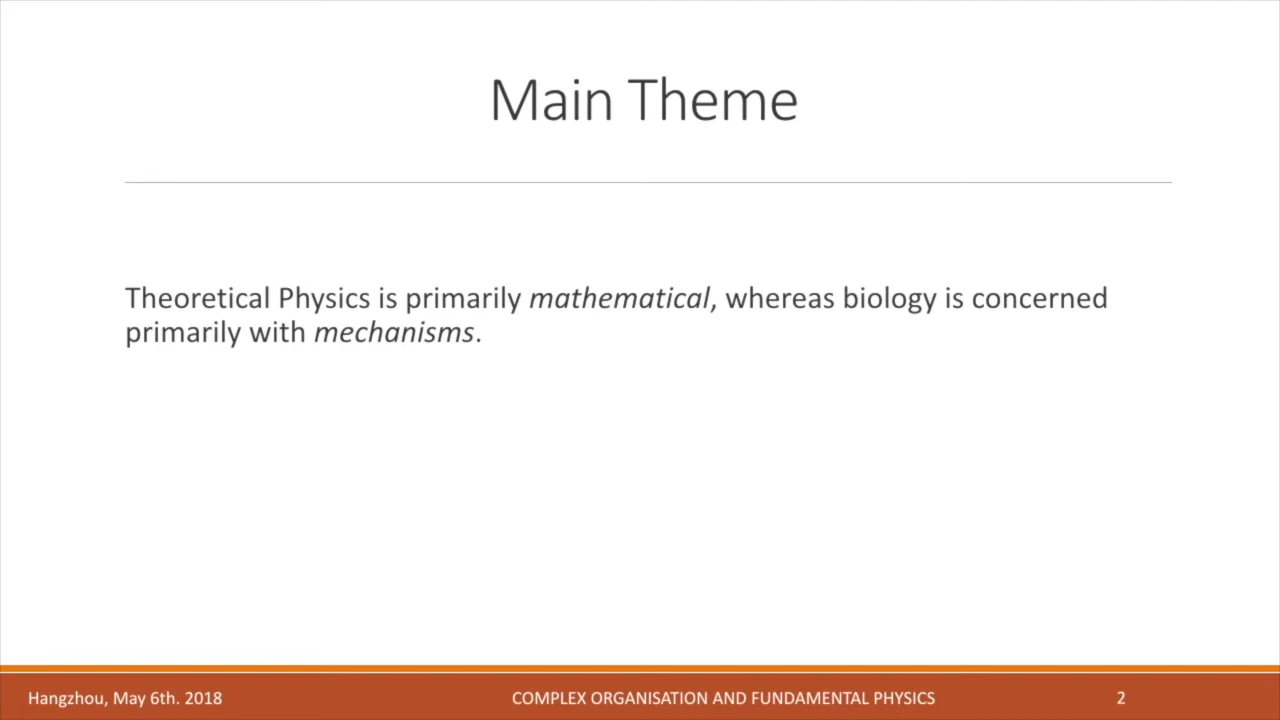 Main Theme
Theoretical Physics is primarily mathematical, whereas biology is concerned
primarily with mechanisms.
Hangzhou, May 6th. 2018
COMPLEX ORGANISATION AND FUNDAMENTAL PHYSICS
2